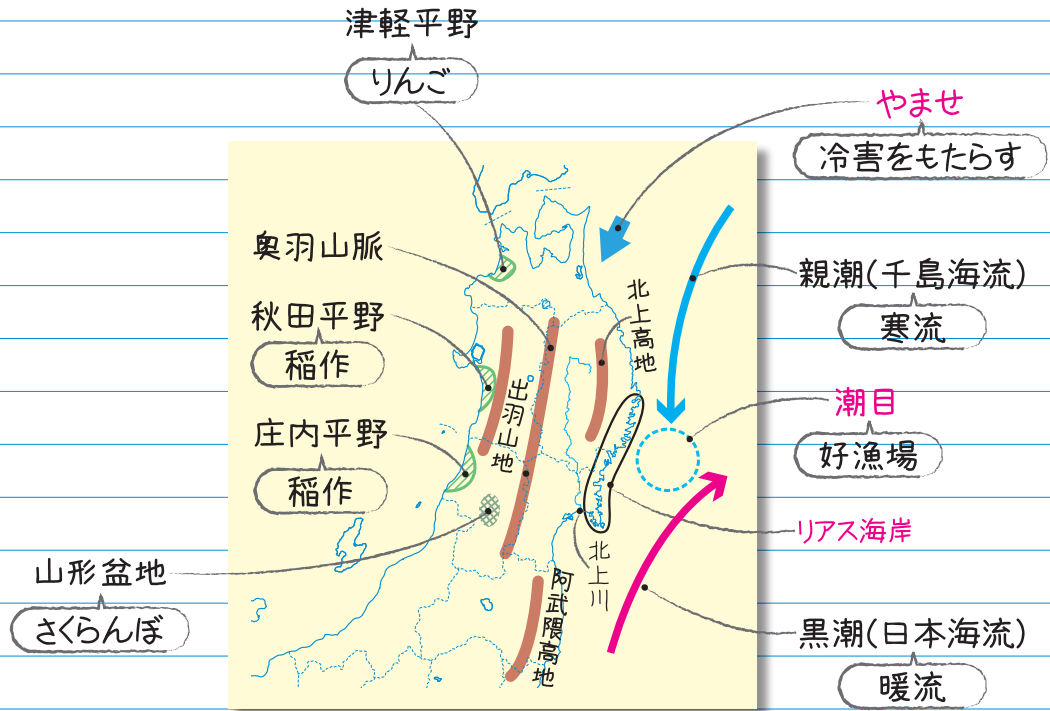 津軽平野
りんご
やませ
冷害をもたらす
奥羽山脈
親潮(千島海流)
寒流
北上高地
秋田平野
稲作
出羽山地
潮目
好漁場
庄内平野
稲作
リアス海岸
北上川
山形盆地
さくらんぼ
阿武隈高地
黒潮(日本海流)
暖流